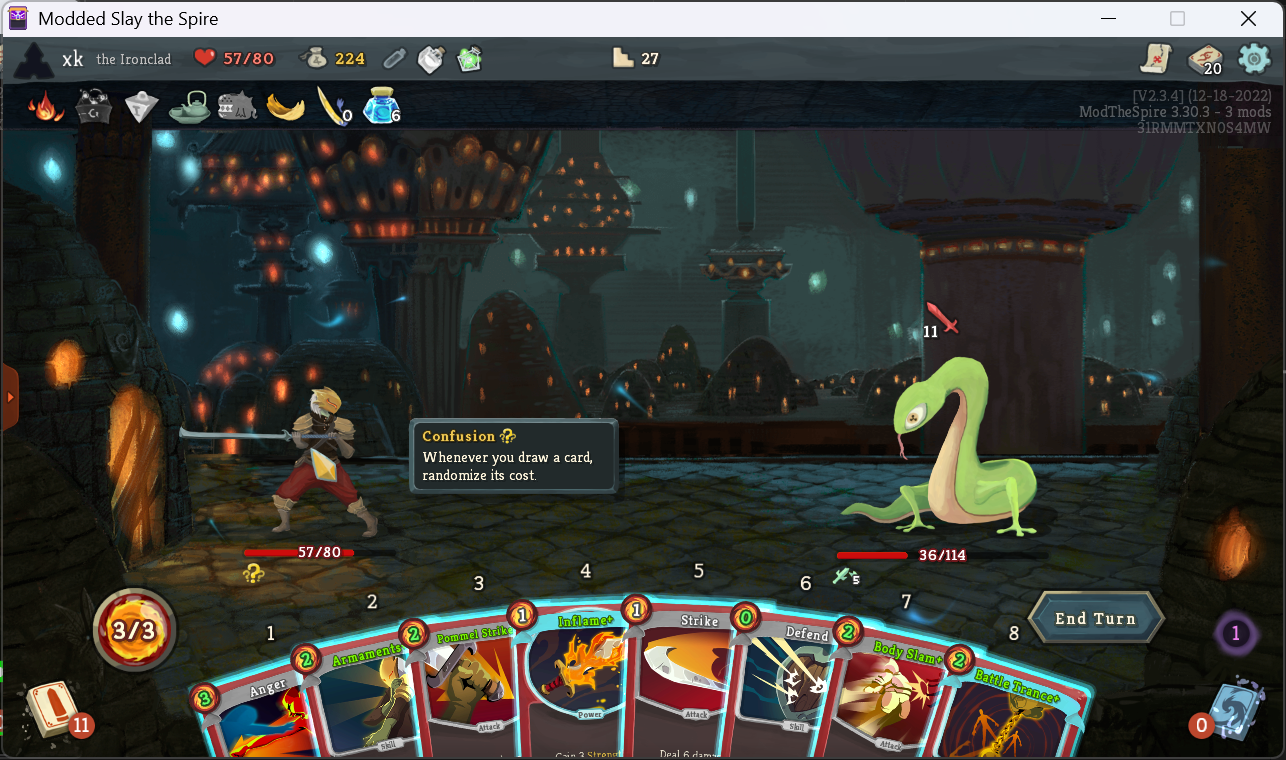 Modded Slay the Spire
xk the Ironclad 57/80 224 27 20
0 6
[V2.3.4] (12-18-2022)
ModTheSpire 3.30.3 - 3 mods
31RMMTXN0S4MW
11
Confusion
Whenever you draw a card,
randomize its cost.
57/80
36/114
5
1 2 3 4 5 6 7 8
3/3
End Turn
1
3 Anger
2 Armaments
Skill
2 Pommel Strike
Attack
1 Inflame+
Power
Gain 3
1 Strike
Attack
Deal 6
0 Defend
Skill
2 Body Slam+
Attack
2 Battle Trance+
11
0